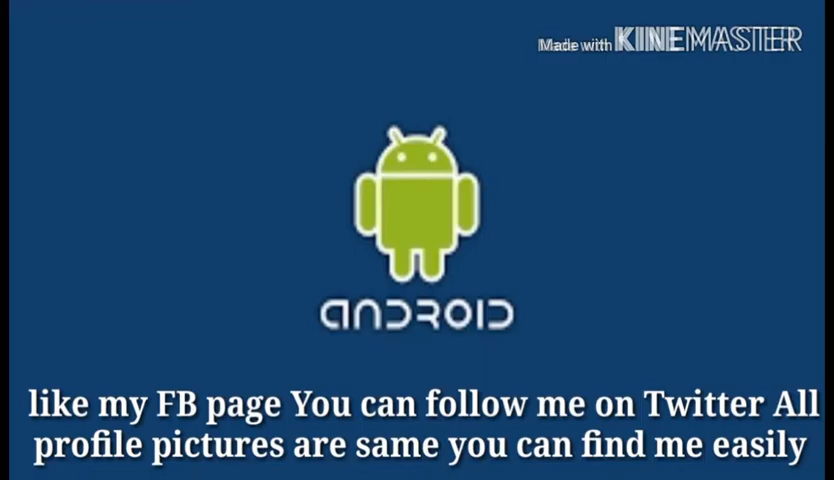 Made with KINEMASTER
ANDROID
like my FB page You can follow me on Twitter All
profile pictures are same you can find me easily